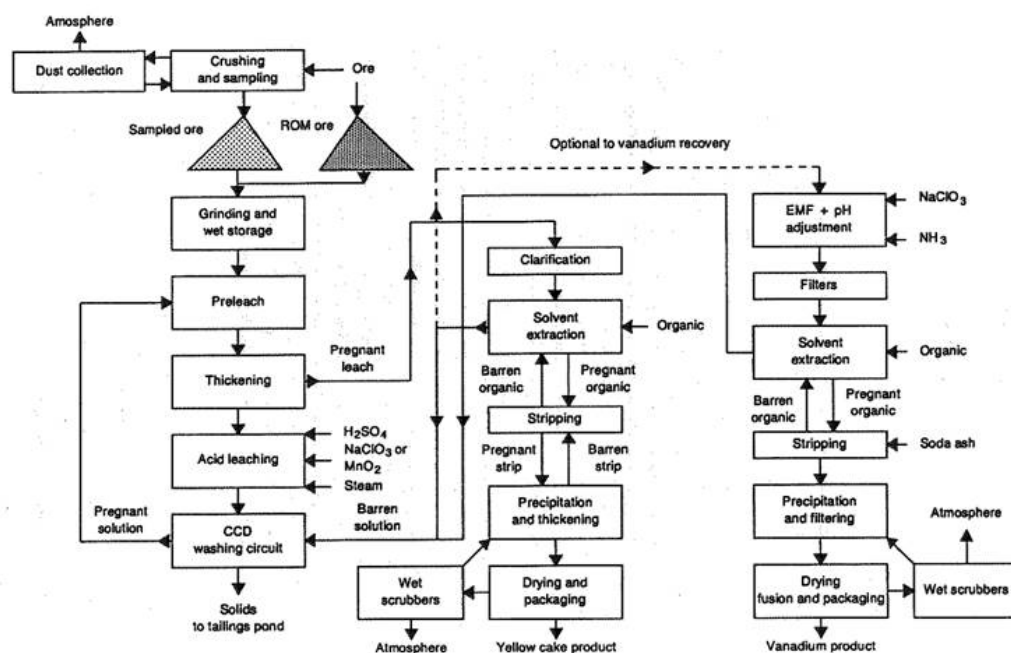 Amosphere
Dust collection
Crushing
and sampling
Ore
Sampled ore
ROM ore
Optional to vanadium recovery
Grinding and
wet storage
EMF + pH
adjustment
NaClO3
NH3
Clarification
Filters
Preleach
Solvent
extraction
Organic
Solvent
extraction
Organic
Pregnant
leach
Thickening
Barren
organic
Pregnant
organic
Barren
organic
Pregnant
organic
Stripping
Stripping
Soda ash
H2SO4
NaClO3 or
MnO2
Steam
Acid leaching
Pregnant
strip
Barren
strip
Pregnant
solution
CCD
washing circuit
Barren
solution
Precipitation
and thickening
Precipitation
and filtering
Atmosphere
Wet
scrubbers
Drying and
packaging
Drying
fusion and packaging
Wet scrubbers
Solids
to tailings pond
Atmosphere
Yellow cake product
Vanadium product